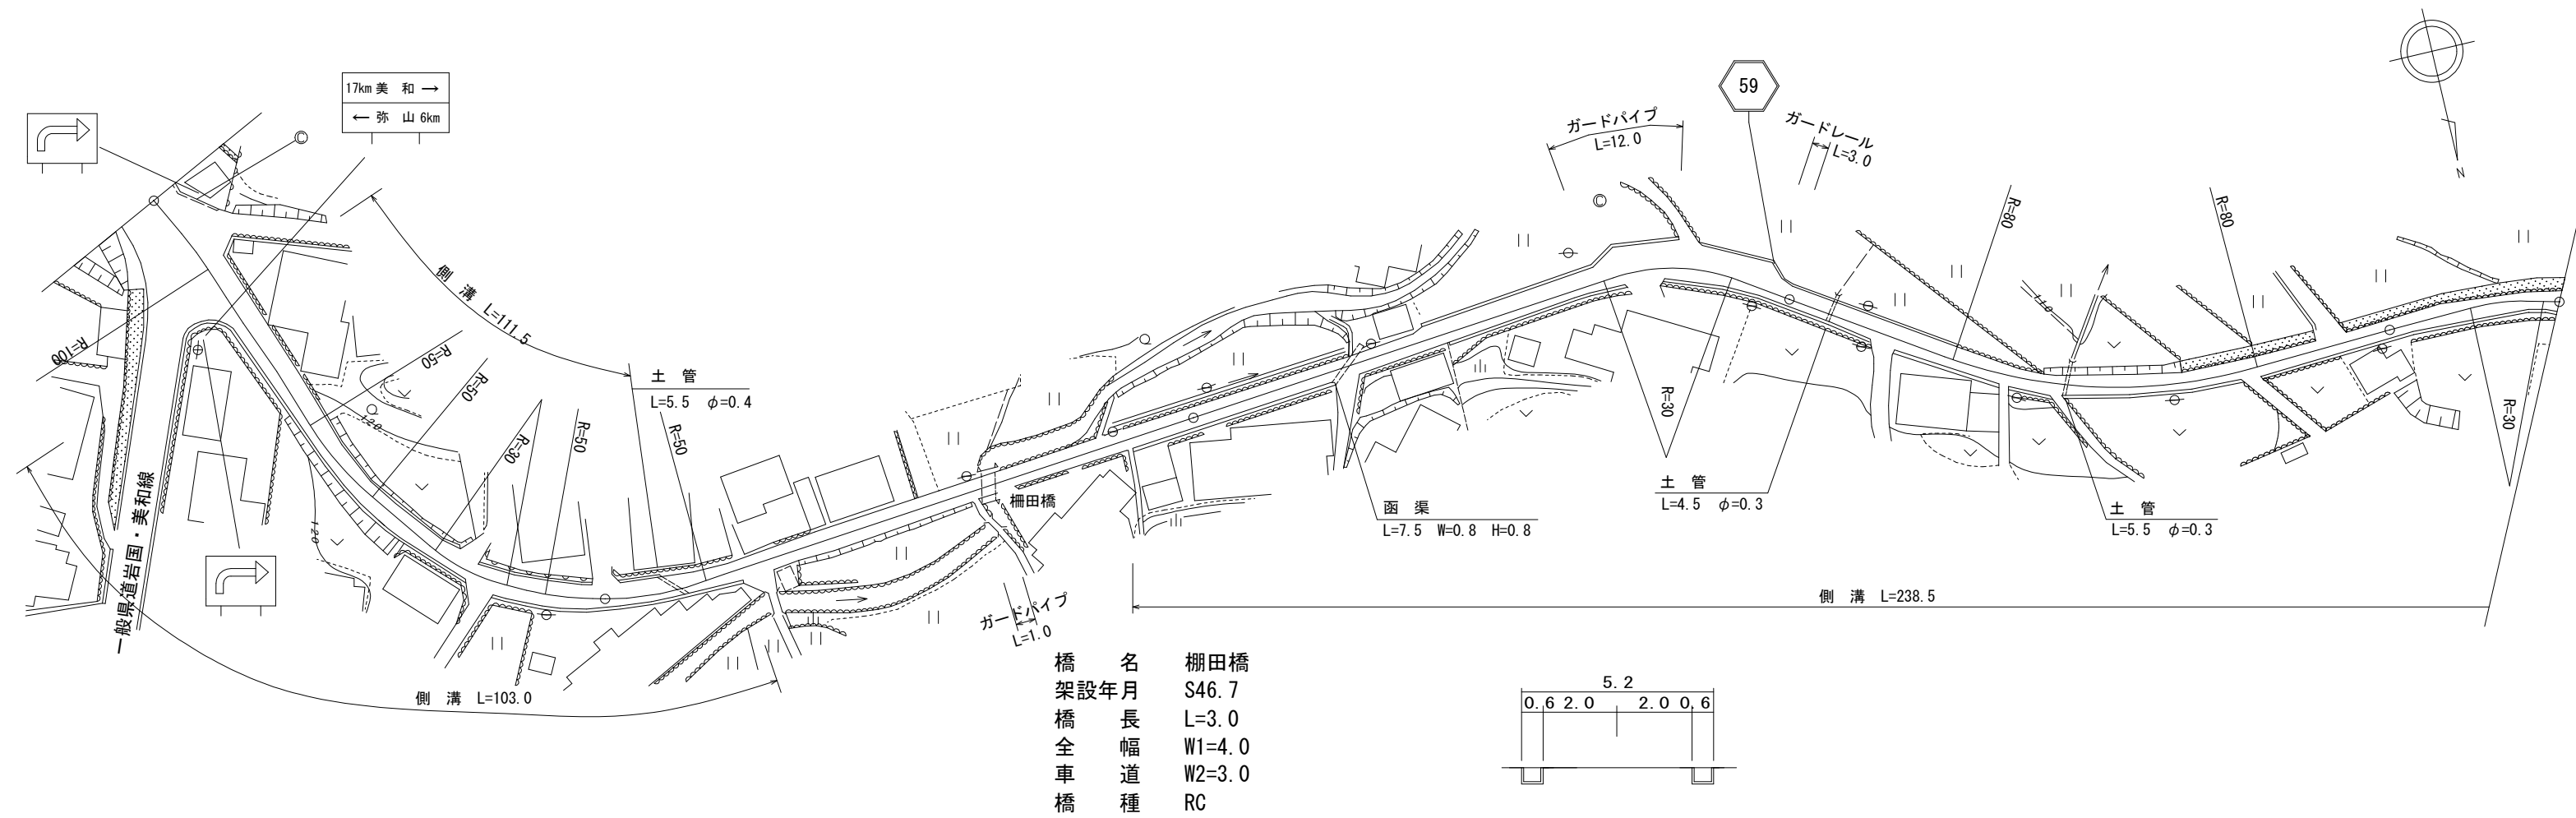 17km 美 和 →
← 弥 山 6km
59
ガードパイプ
L=12.0
ガードレール
L=3.0
N
側 溝 L=111.5
R=100
R=50
R=50
R=30
R=50
R=50
土 管
L=5.5 φ=0.4
120
120
R=80
R=80
R=30
R=30
柵田橋
函 渠
L=7.5 W=0.8 H=0.8
土 管
L=4.5 φ=0.3
土 管
L=5.5 φ=0.3
一般県道岩国・美和線
ガードパイプ
L=1.0
側 溝 L=238.5
側 溝 L=103.0
橋 名 棚田橋
架設年月 S46.7
橋 長 L=3.0
全 幅 W1=4.0
車 道 W2=3.0
橋 種 RC
5.2
0.6 2.0 2.0 0.6